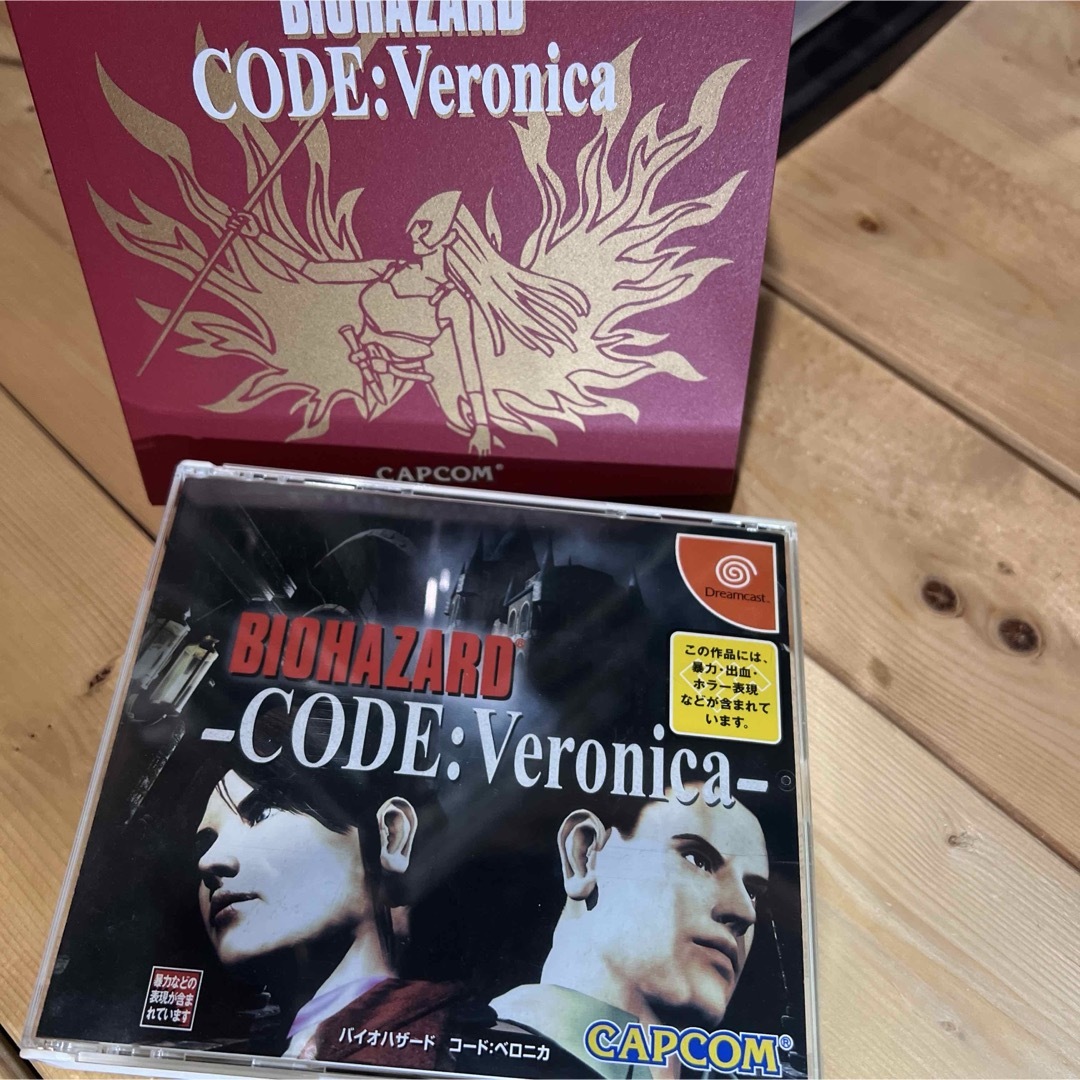 BIOHAZARD
CODE:Veronica
CAPCOM®
Dreamcast™
BIOHAZARD®
この作品には、
暴力・出血・
ホラー表現
などが含まれて
います。
-CODE:Veronica-
暴力などの
表現が含ま
れています
バイオハザード コード:ベロニカ
CAPCOM®